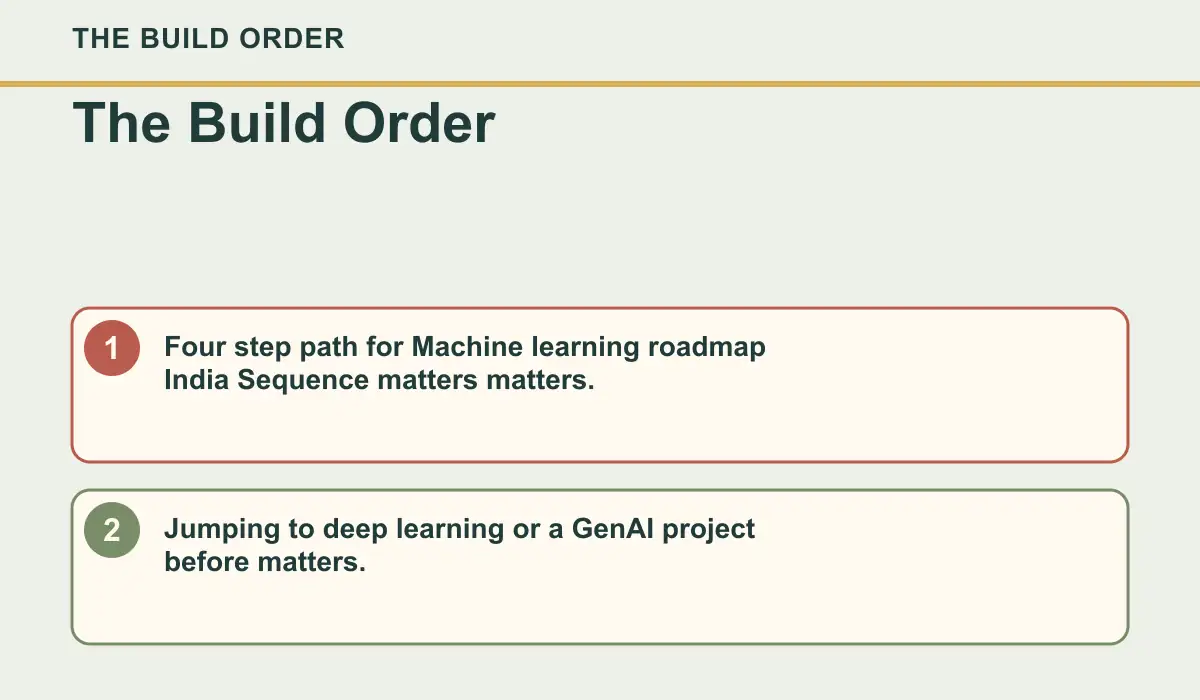 THE BUILD ORDER
The Build Order
1
Four step path for Machine learning roadmap
India Sequence matters matters.
2
Jumping to deep learning or a GenAI project
before matters.